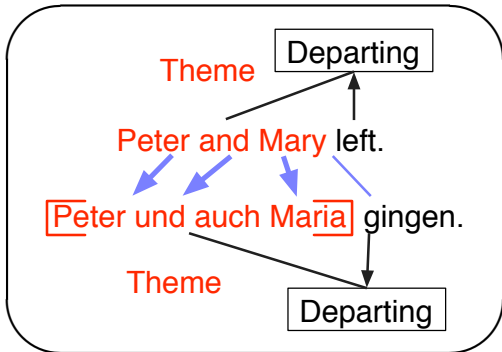 Departing
Theme
Peter and Mary left.
Peter und auch Maria gingen.
Theme
Departing